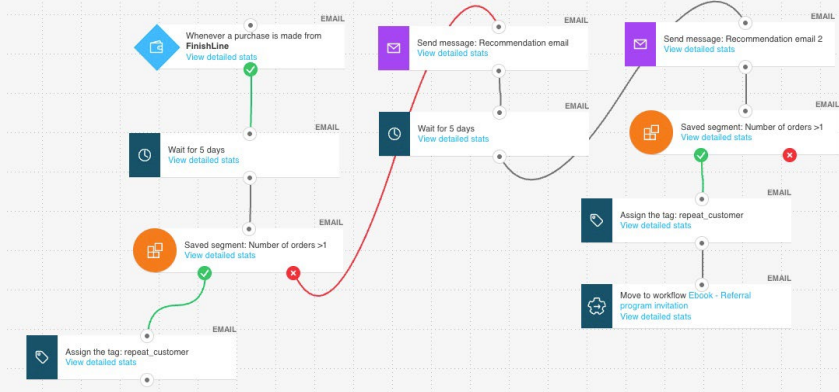 EMAIL
Whenever a purchase is made from
FinishLine
View detailed stats
EMAIL
Wait for 5 days
View detailed stats
EMAIL
Saved segment: Number of orders >1
View detailed stats
EMAIL
Assign the tag: repeat_customer
View detailed stats
EMAIL
Send message: Recommendation email
View detailed stats
EMAIL
Wait for 5 days
View detailed stats
EMAIL
Send message: Recommendation email 2
View detailed stats
EMAIL
Saved segment: Number of orders >1
View detailed stats
EMAIL
Assign the tag: repeat_customer
View detailed stats
EMAIL
Move to workflow Ebook - Referral
program invitation
View detailed stats